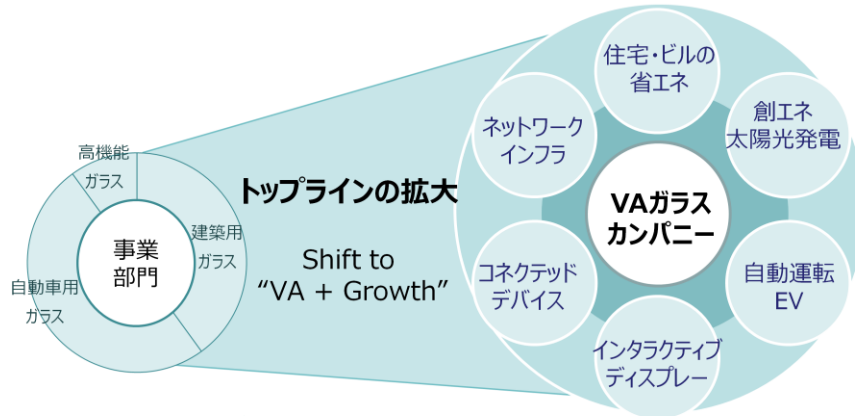 高機能
ガラス
建築用
ガラス
自動車用
ガラス
事業
部門
トップラインの拡大
Shift to
“VA + Growth”
住宅・ビルの
省エネ
創エネ
太陽光発電
自動運転
EV
インタラクティブ
ディスプレー
コネクテッド
デバイス
ネットワーク
インフラ
VAガラス
カンパニー